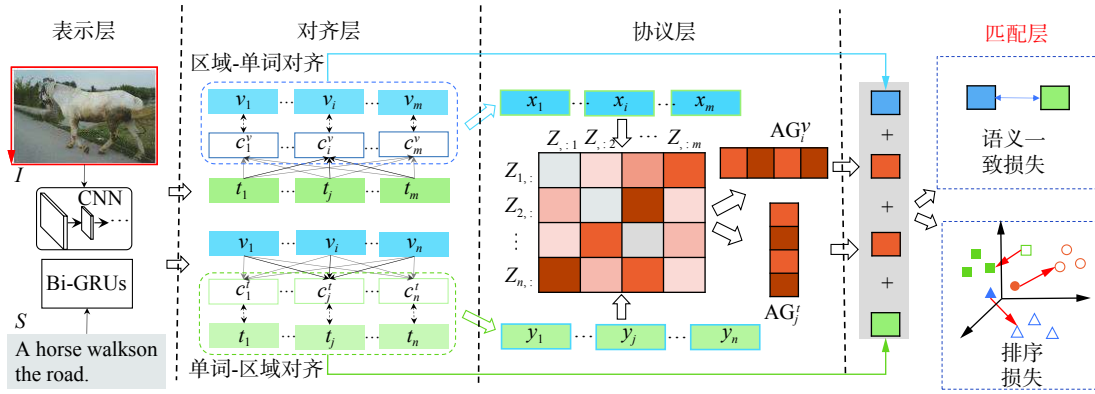 表示层
对齐层
协议层
匹配层
区域-单词对齐
I
CNN
...
Bi-GRUs
S
A horse walkson
the road.
v₁ ... vᵢ ... vₘ
c₁ᵛ cᵢᵛ ... cₘᵛ
t₁ ... tⱼ ... tₘ
v₁ ... vᵢ ... vₙ
c₁ᵗ cⱼᵗ ... cₙᵗ
t₁ ... tⱼ ... tₙ
单词-区域对齐
x₁ ... xᵢ ... xₘ
Z,:1 Z,:2 ... Z,:m
Z1,:
Z2,:
⋮
Zn,:
y₁ ... yⱼ ... yₙ
AGᵢᵛ
AGⱼᵗ
+
+
+
+
语义一
致损失
排序
损失